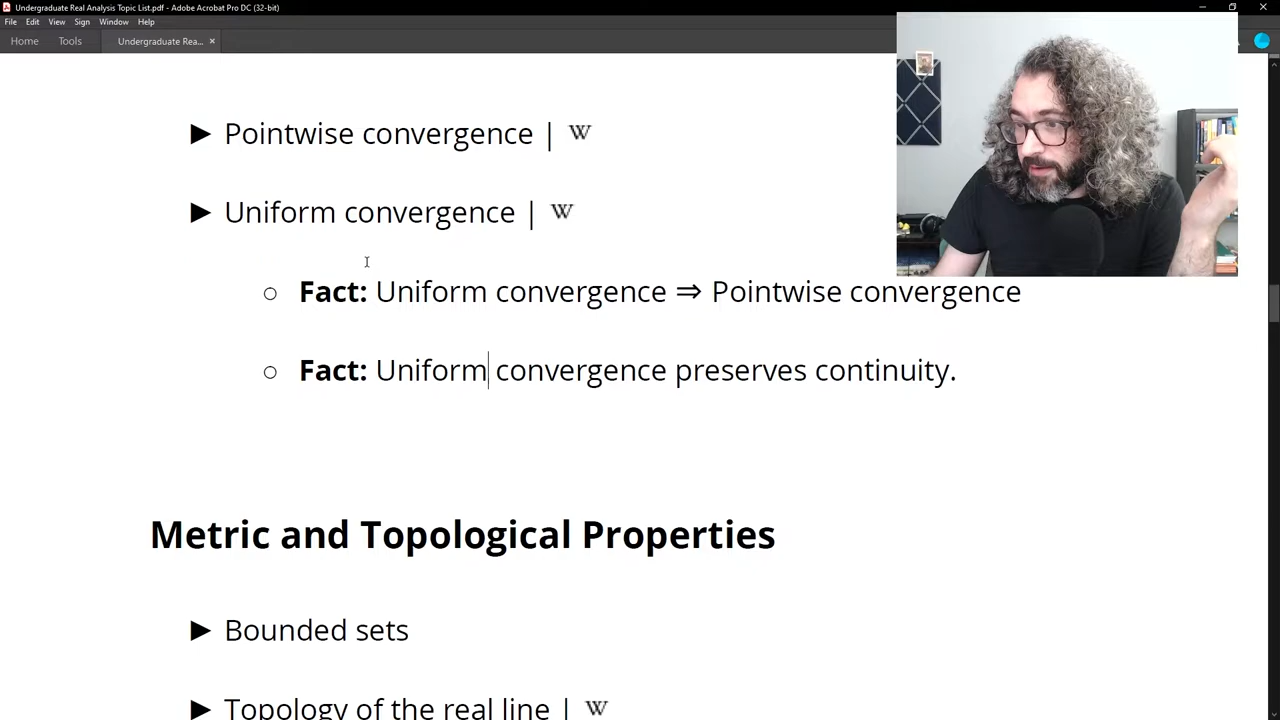 Undergraduate Real Analysis Topic List.pdf - Adobe Acrobat Pro DC (32-bit)
File Edit View Sign Window Help
Home Tools Undergraduate Rea... ×
► Pointwise convergence | W
► Uniform convergence | W
○ Fact: Uniform convergence ⇒ Pointwise convergence
○ Fact: Uniform convergence preserves continuity.
Metric and Topological Properties
► Bounded sets
► Topology of the real line | W